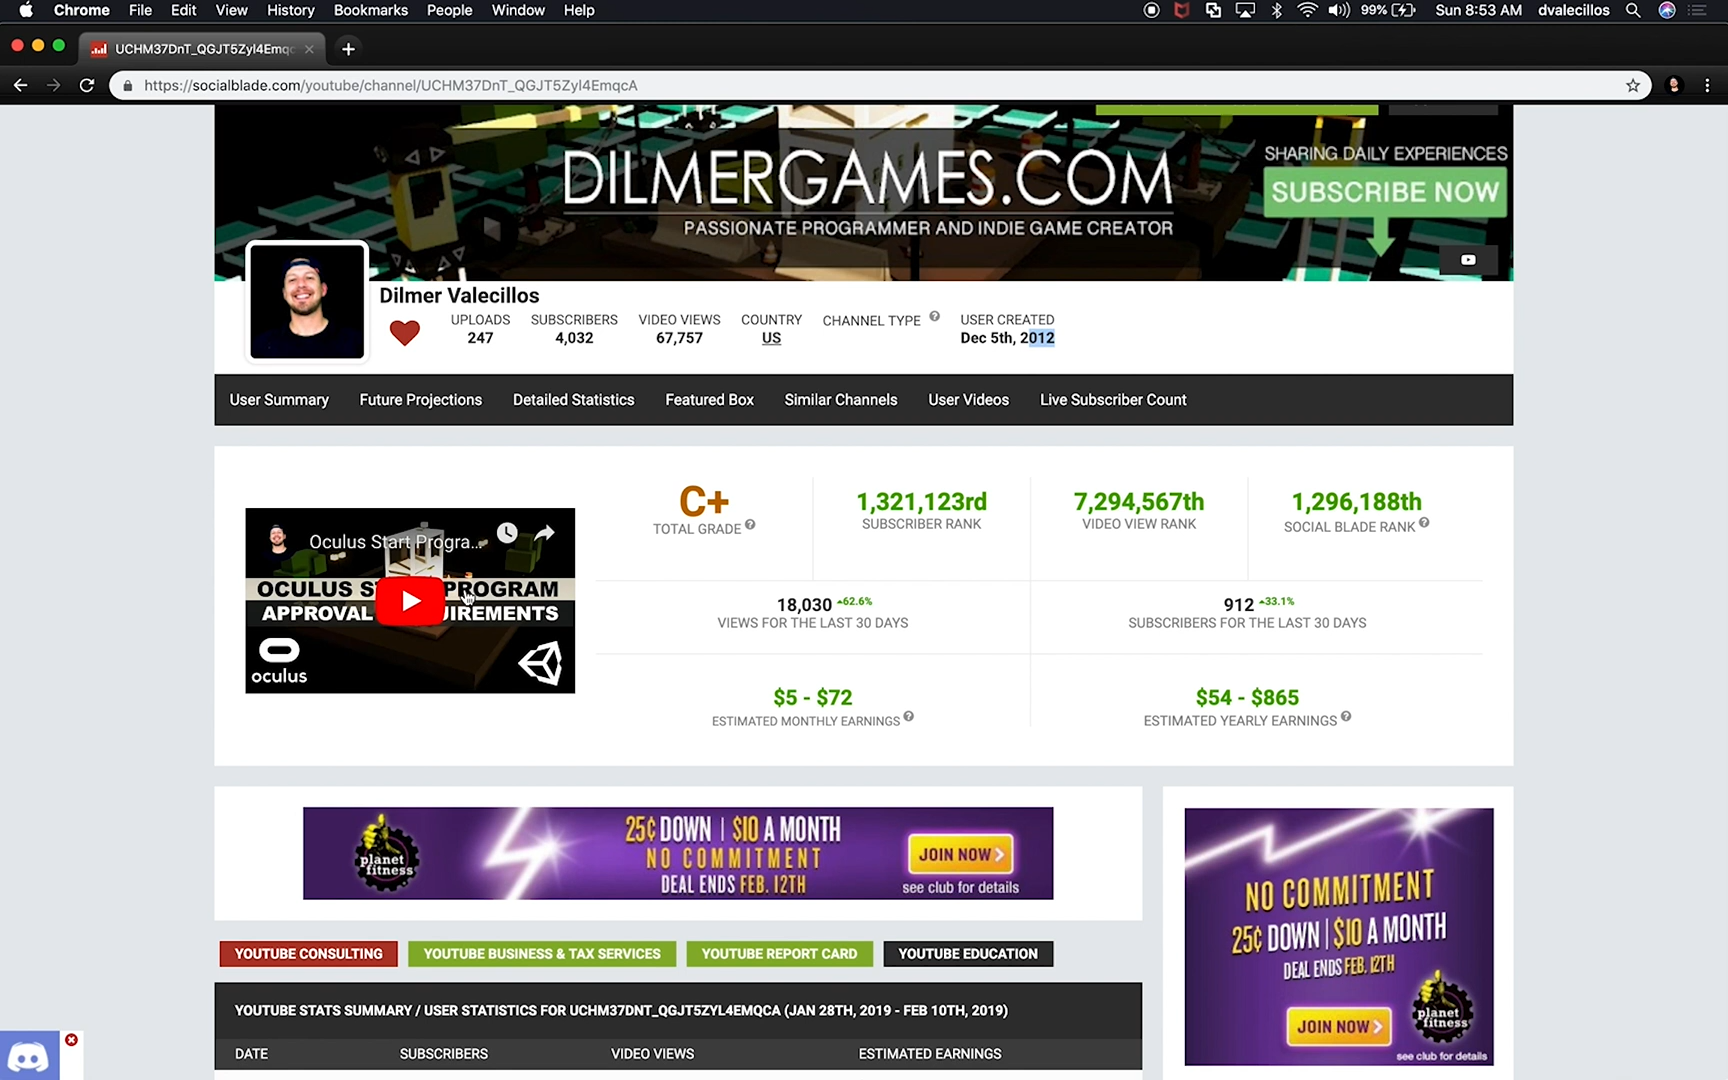 Chrome File Edit View History Bookmarks People Window Help 99% Sun 8:53 AM dvalecillos
UCHM37DnT_QGJT5Zyl4Emqc
https://socialblade.com/youtube/channel/UCHM37DnT_QGJT5Zyl4EmqcA
DILMERGAMES.COM
PASSIONATE PROGRAMMER AND INDIE GAME CREATOR
SHARING DAILY EXPERIENCES
SUBSCRIBE NOW
Dilmer Valecillos
UPLOADS SUBSCRIBERS VIDEO VIEWS COUNTRY CHANNEL TYPE USER CREATED
247 4,032 67,757 US Dec 5th, 2012
User Summary Future Projections Detailed Statistics Featured Box Similar Channels User Videos Live Subscriber Count
Oculus Start Progra...
OCULUS S PROGRAM
APPROVAL UIREMENTS
oculus
C+ 1,321,123rd 7,294,567th 1,296,188th
TOTAL GRADE SUBSCRIBER RANK VIDEO VIEW RANK SOCIAL BLADE RANK
18,030 62.6% 912 33.1%
VIEWS FOR THE LAST 30 DAYS SUBSCRIBERS FOR THE LAST 30 DAYS
$5 - $72 $54 - $865
ESTIMATED MONTHLY EARNINGS ESTIMATED YEARLY EARNINGS
planet fitness
25¢ DOWN | $10 A MONTH
NO COMMITMENT
DEAL ENDS FEB. 12TH
JOIN NOW
see club for details
NO COMMITMENT
25¢ DOWN | $10 A MONTH
DEAL ENDS FEB. 12TH
JOIN NOW
planet fitness
see club for details
YOUTUBE CONSULTING YOUTUBE BUSINESS & TAX SERVICES YOUTUBE REPORT CARD YOUTUBE EDUCATION
YOUTUBE STATS SUMMARY / USER STATISTICS FOR UCHM37DNT_QGJT5ZYL4EMQCA (JAN 28TH, 2019 - FEB 10TH, 2019)
DATE SUBSCRIBERS VIDEO VIEWS ESTIMATED EARNINGS